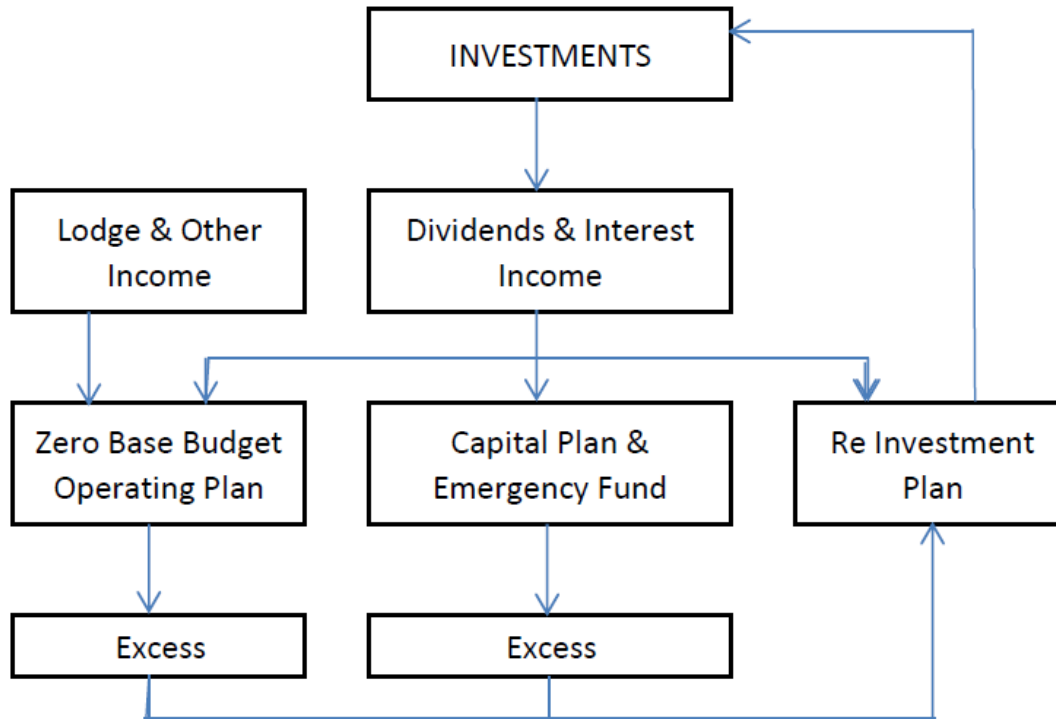 INVESTMENTS
Lodge & Other
Income
Dividends & Interest
Income
Zero Base Budget
Operating Plan
Capital Plan &
Emergency Fund
Re Investment
Plan
Excess
Excess